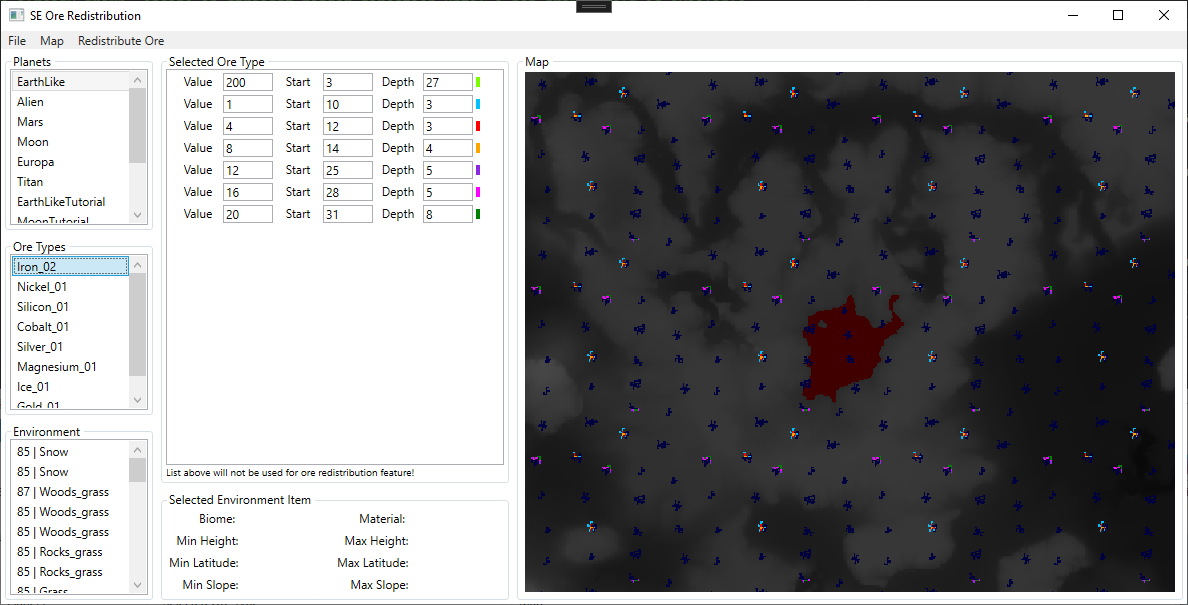 SE Ore Redistribution
File Map Redistribute Ore
Planets
EarthLike
Alien
Mars
Moon
Europa
Titan
EarthLikeTutorial
MoonTutorial
Ore Types
Iron_02
Nickel_01
Silicon_01
Cobalt_01
Silver_01
Magnesium_01
Ice_01
Gold_01
Environment
85 | Snow
85 | Snow
87 | Woods_grass
85 | Woods_grass
85 | Woods_grass
85 | Rocks_grass
85 | Rocks_grass
85 | Grass
Selected Ore Type
Value 200 Start 3 Depth 27
Value 1 Start 10 Depth 3
Value 4 Start 12 Depth 3
Value 8 Start 14 Depth 4
Value 12 Start 25 Depth 5
Value 16 Start 28 Depth 5
Value 20 Start 31 Depth 8
List above will not be used for ore redistribution feature!
Selected Environment Item
Biome: Material:
Min Height: Max Height:
Min Latitude: Max Latitude:
Min Slope: Max Slope:
Map